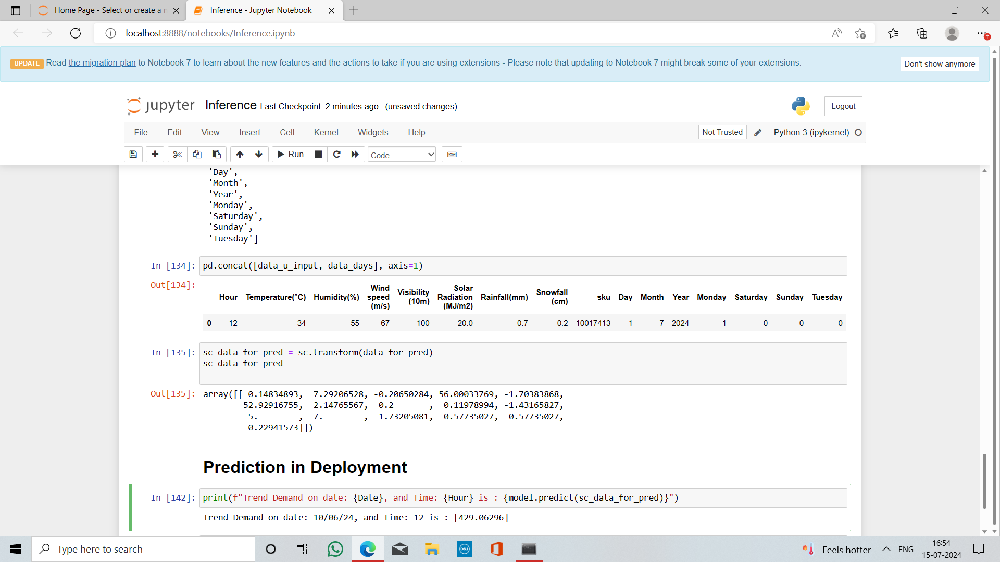 Home Page - Select or create a n
Inference - Jupyter Notebook
localhost:8888/notebooks/Inference.ipynb
UPDATE Read the migration plan to Notebook 7 to learn about the new features and the actions to take if you are using extensions - Please note that updating to Notebook 7 might break some of your extensions.
Don't show anymore
jupyter Inference Last Checkpoint: 2 minutes ago (unsaved changes)
Logout
File Edit View Insert Cell Kernel Widgets Help
Not Trusted
Python 3 (ipykernel)
Run
Code
'Day',
'Month',
'Year',
'Monday',
'Saturday',
'Sunday',
'Tuesday']
In [134]: pd.concat([data_u_input, data_days], axis=1)
Out[134]:
Hour Temperature(°C) Humidity(%) Wind speed (m/s) Visibility (10m) Solar Radiation (MJ/m2) Rainfall(mm) Snowfall (cm) sku Day Month Year Monday Saturday Sunday Tuesday
0 12 34 55 67 100 20.0 0.7 0.2 10017413 1 7 2024 1 0 0 0
In [135]: sc_data_for_pred = sc.transform(data_for_pred)
sc_data_for_pred
Out[135]: array([[ 0.14834893, 7.29206528, -0.20650284, 56.00033769, -1.70383868,
52.92916755, 2.14765567, 0.2 , 0.11978994, -1.43165827,
-5. , 7. , 1.73205081, -0.57735027, -0.57735027,
-0.22941573]])
Prediction in Deployment
In [142]: print(f"Trend Demand on date: {Date}, and Time: {Hour} is : {model.predict(sc_data_for_pred)}")
Trend Demand on date: 10/06/24, and Time: 12 is : [429.06296]
Type here to search
DELL
Feels hotter
ENG
16:54
15-07-2024